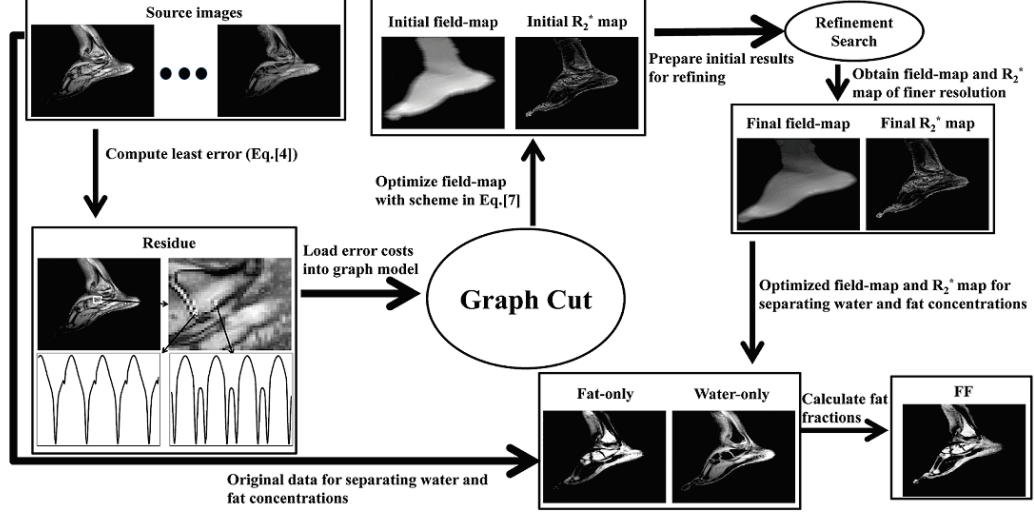 Source images
Compute least error (Eq.[4])
Residue
Load error costs
into graph model
Graph Cut
Optimize field-map
with scheme in Eq.[7]
Initial field-map
Initial R2* map
Prepare initial results
for refining
Refinement
Search
Obtain field-map and R2*
map of finer resolution
Final field-map
Final R2* map
Optimized field-map and R2* map for
separating water and fat concentrations
Original data for separating water and
fat concentrations
Fat-only
Water-only
Calculate fat
fractions
FF